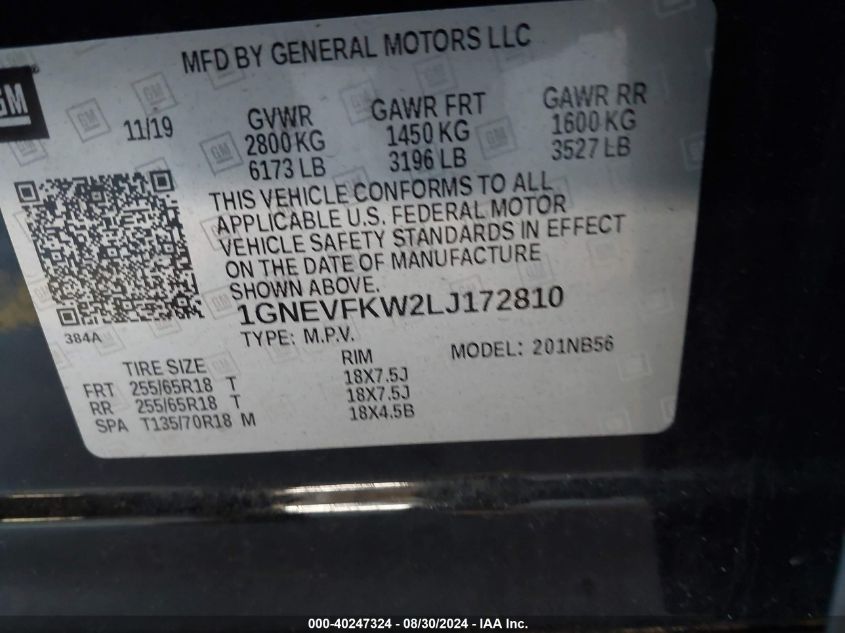 MFD BY GENERAL MOTORS LLC
GM
11/19
GVWR GAWR FRT GAWR RR
2800 KG 1450 KG 1600 KG
6173 LB 3196 LB 3527 LB
THIS VEHICLE CONFORMS TO ALL
APPLICABLE U.S. FEDERAL MOTOR
VEHICLE SAFETY STANDARDS IN EFFECT
ON THE DATE OF MANUFACTURE
SHOWN ABOVE.
1GNEVFKW2LJ172810
384A
TYPE: M.P.V. MODEL: 201NB56
TIRE SIZE RIM
FRT 255/65R18 T 18X7.5J
RR 255/65R18 T 18X7.5J
SPA T135/70R18 M 18X4.5B
000-40247324 - 08/30/2024 - IAA Inc.